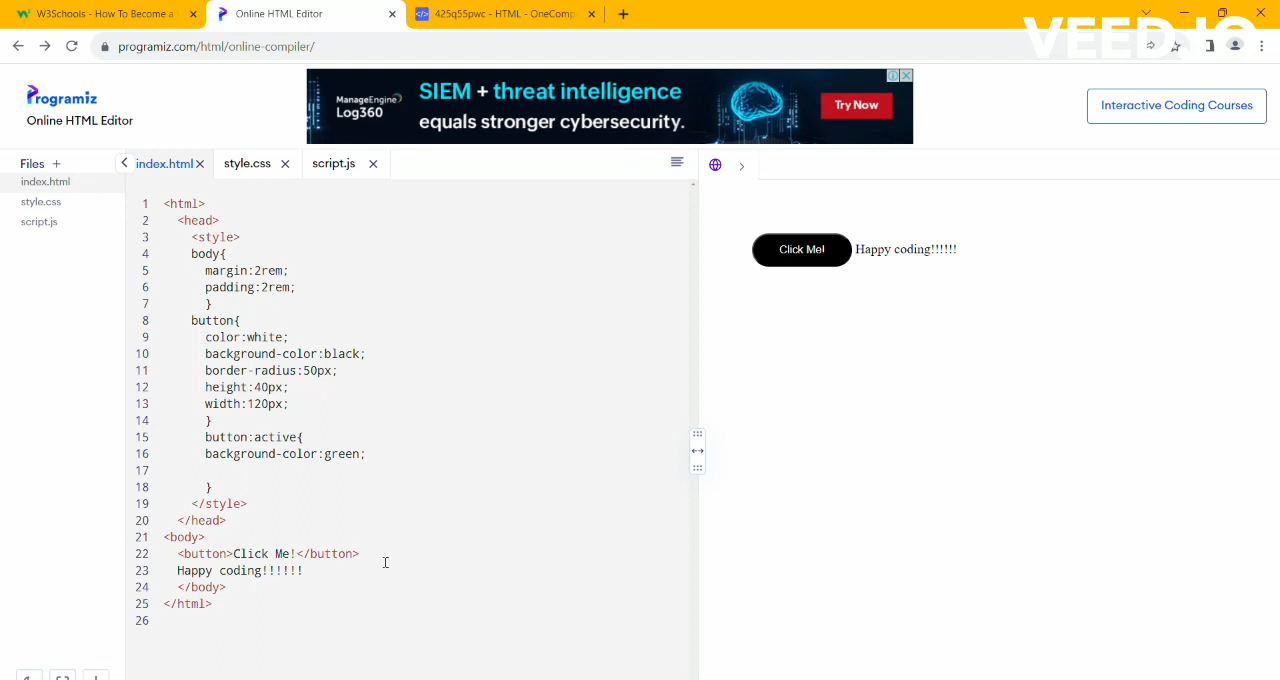 W3Schools - How To Become a
Online HTML Editor
425q55pwc - HTML - OneComp
VEED.IO
programiz.com/html/online-compiler/
Programiz
Online HTML Editor
ManageEngine
Log360
SIEM + threat intelligence
equals stronger cybersecurity.
Try Now
Interactive Coding Courses
Files +
index.html
style.css
script.js
index.html
style.css
script.js
1 <html>
2 <head>
3 <style>
4 body{
5 margin:2rem;
6 padding:2rem;
7 }
8 button{
9 color:white;
10 background-color:black;
11 border-radius:50px;
12 height:40px;
13 width:120px;
14 }
15 button:active{
16 background-color:green;
17
18 }
19 </style>
20 </head>
21 <body>
22 <button>Click Me!</button>
23 Happy coding!!!!!!
24 </body>
25 </html>
26
Click Me! Happy coding!!!!!!